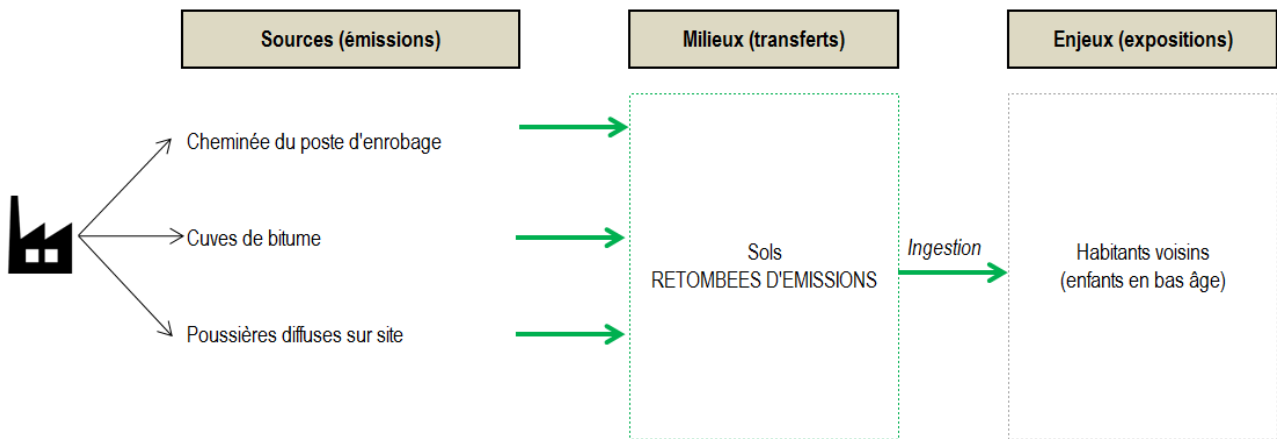 Sources (émissions)
Milieux (transferts)
Enjeux (expositions)
Cheminée du poste d'enrobage
Cuves de bitume
Poussières diffuses sur site
Sols
RETOMBEES D'EMISSIONS
Ingestion
Habitants voisins
(enfants en bas âge)